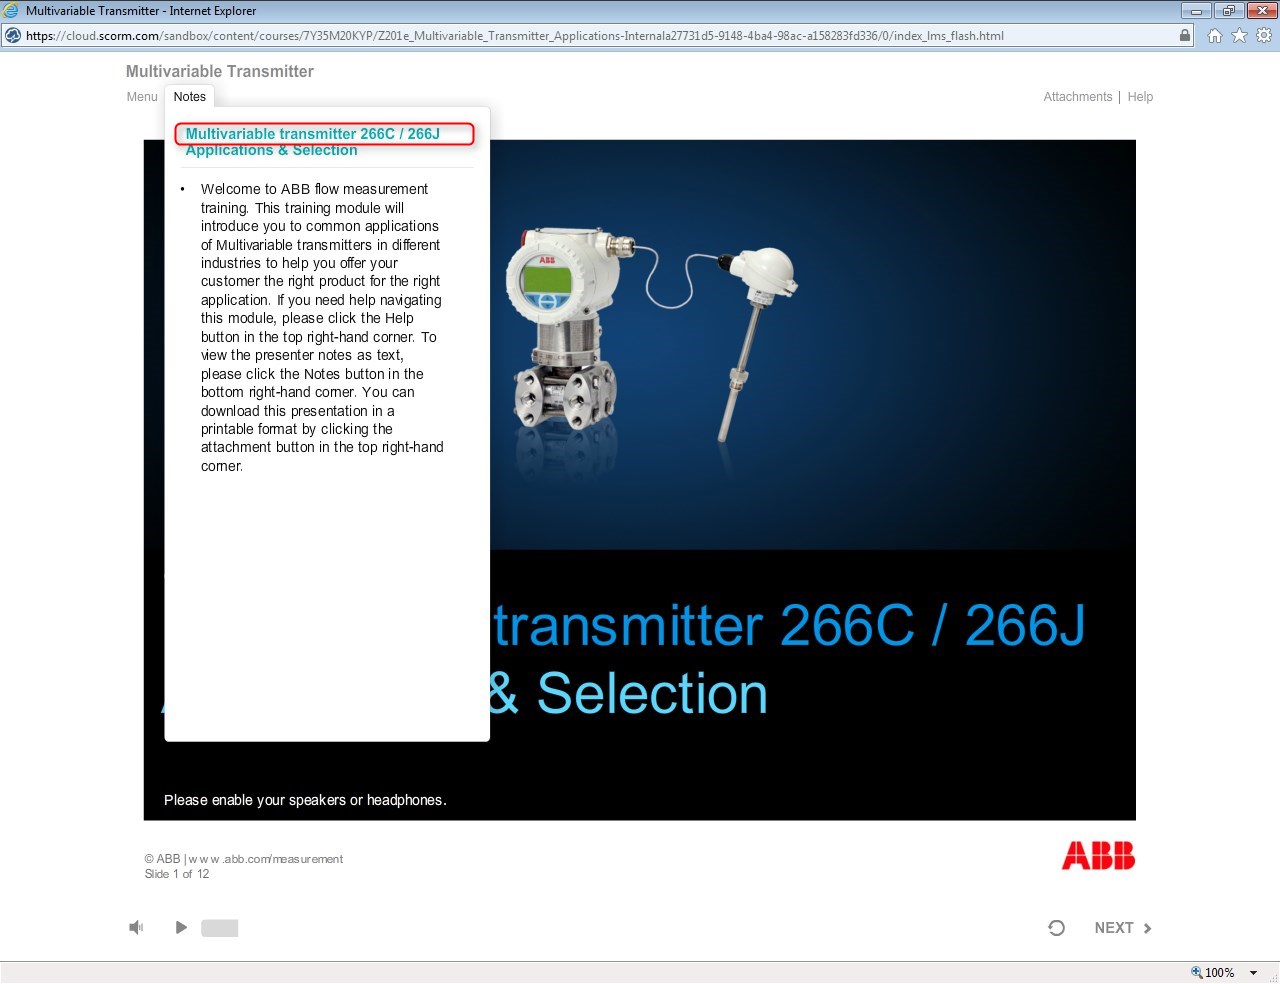 Multivariable Transmitter - Internet Explorer
https://cloud.scorm.com/sandbox/content/courses/7Y35M20KYP/Z201e_Multivariable_Transmitter_Applications-Internala27731d5-9148-4ba4-98ac-a158283fd336/0/index_lms_flash.html
Multivariable Transmitter
Menu Notes Attachments | Help
Multivariable transmitter 266C / 266J
Applications & Selection
• Welcome to ABB flow measurement
training. This training module will
introduce you to common applications
of Multivariable transmitters in different
industries to help you offer your
customer the right product for the right
application. If you need help navigating
this module, please click the Help
button in the top right-hand corner. To
view the presenter notes as text,
please click the Notes button in the
bottom right-hand corner. You can
download this presentation in a
printable format by clicking the
attachment button in the top right-hand
corner.
ABB
transmitter 266C / 266J
& Selection
Please enable your speakers or headphones.
© ABB | www.abb.com/measurement
Slide 1 of 12
ABB
NEXT
100%